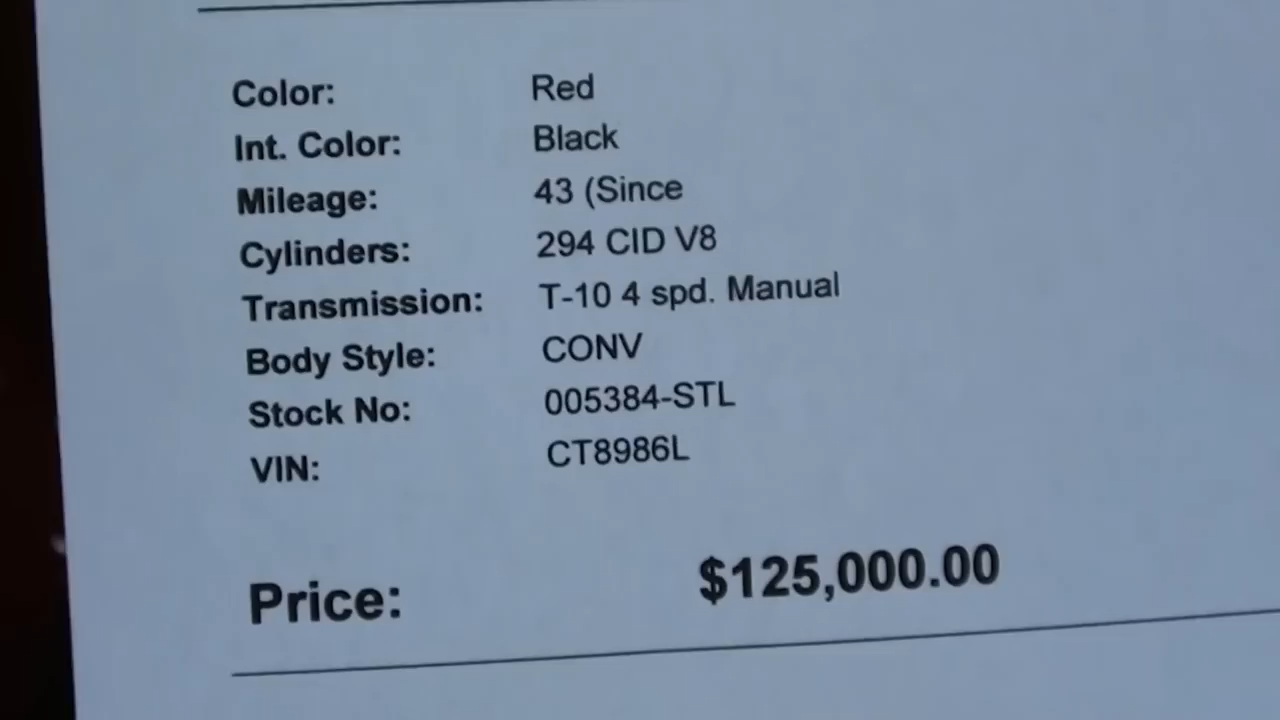 Color: Red
Int. Color: Black
Mileage: 43 (Since
Cylinders: 294 CID V8
Transmission: T-10 4 spd. Manual
Body Style: CONV
Stock No: 005384-STL
VIN: CT8986L
Price: $125,000.00